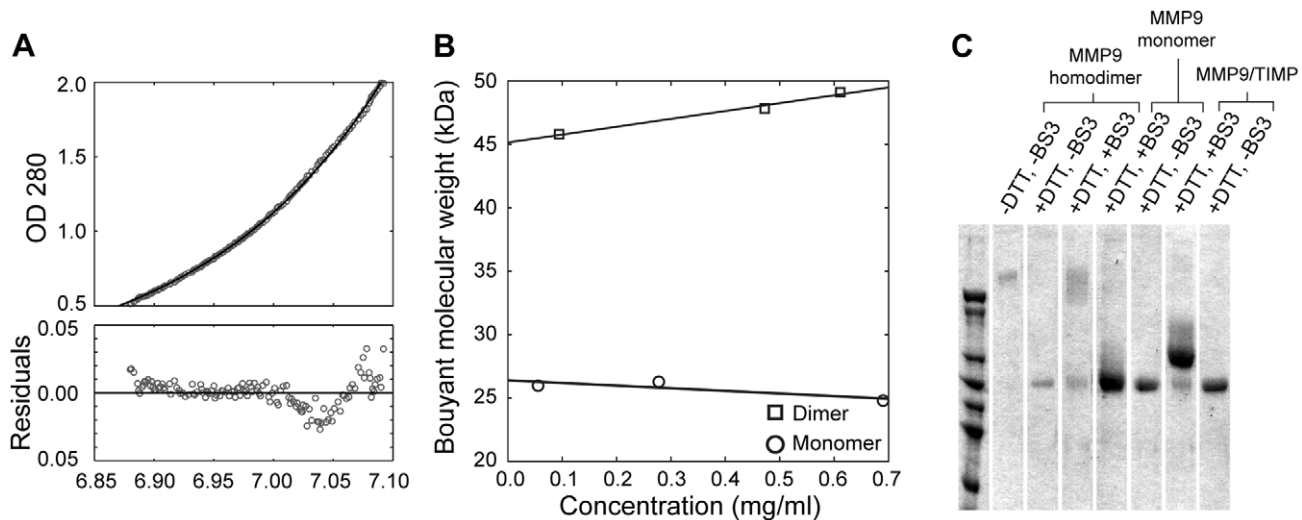 A
OD 280
2.0
1.5
1.0
0.5
Residuals
0.05
0.00
0.05
6.85 6.90 6.95 7.00 7.05 7.10
B
Bouyant molecular weight (kDa)
50
45
40
35
30
25
20
Dimer
Monomer
0.0 0.1 0.2 0.3 0.4 0.5 0.6 0.7
Concentration (mg/ml)
C
MMP9
homodimer
MMP9
monomer
MMP9/TIMP
-DTT, -BS3
+DTT, -BS3
+DTT, +BS3
+DTT, +BS3
+DTT, -BS3
+DTT, +BS3
+DTT, -BS3